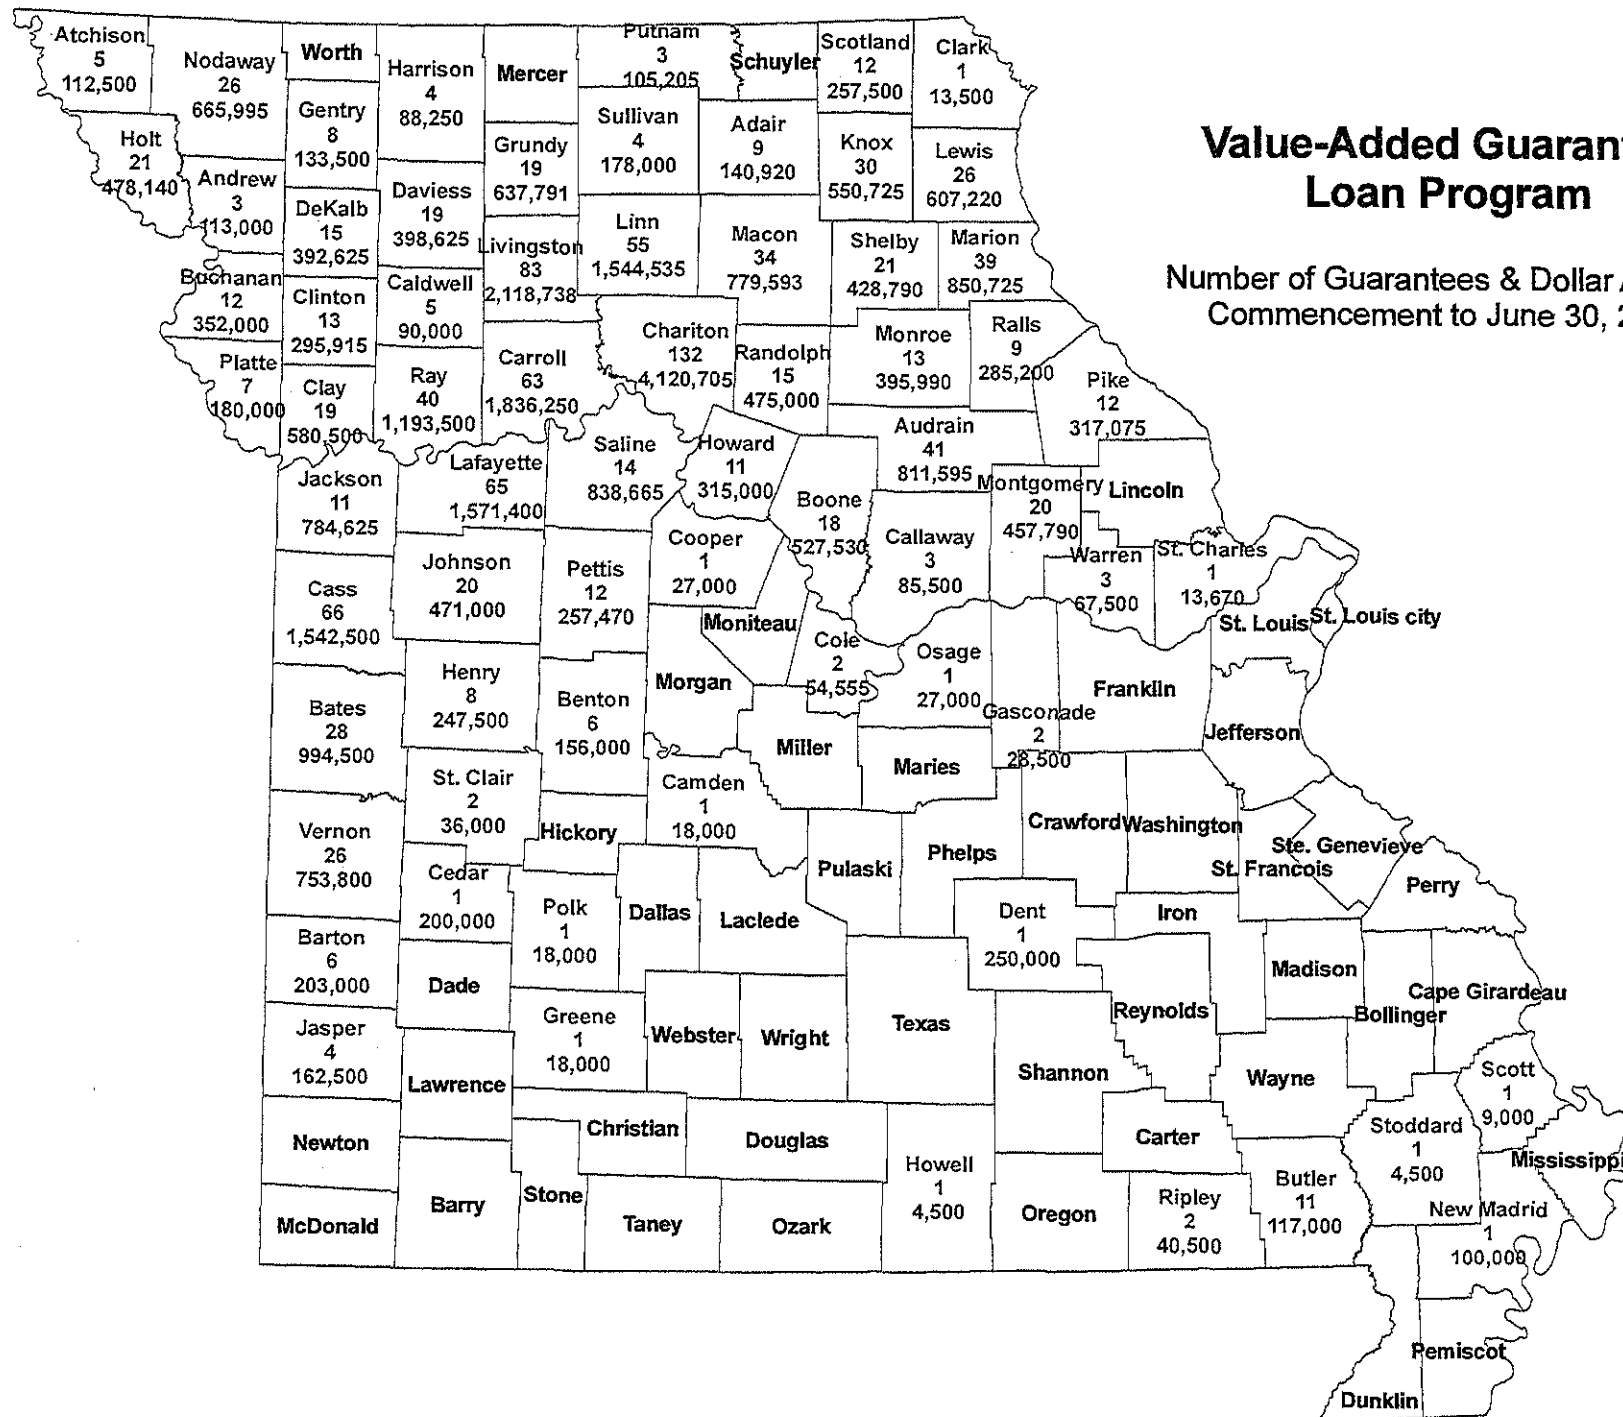 Value-Added Guarant
Loan Program
Number of Guarantees & Dollar
Commencement to June 30, 2
Atchison
5
112,500
Nodaway
26
665,995
Worth
Harrison
4
88,250
Mercer
Putnam
3
105,205
Schuyler
Scotland
12
257,500
Clark
1
13,500
Holt
21
478,140
Gentry
8
133,500
Grundy
19
637,791
Sullivan
4
178,000
Adair
9
140,920
Knox
30
550,725
Lewis
26
607,220
Andrew
3
113,000
DeKalb
15
392,625
Daviess
19
398,625
Livingston
83
2,118,738
Linn
55
1,544,535
Macon
34
779,593
Shelby
21
428,790
Marion
39
850,725
Buchanan
12
352,000
Clinton
13
295,915
Caldwell
5
90,000
Chariton
132
4,120,705
Randolph
15
475,000
Monroe
13
395,990
Ralls
9
285,200
Platte
7
180,000
Clay
19
580,500
Ray
40
1,193,500
Carroll
63
1,836,250
Pike
12
317,075
Audrain
41
811,595
Jackson
11
784,625
Lafayette
65
1,571,400
Saline
14
838,665
Howard
11
315,000
Boone
18
527,530
Montgomery
20
457,790
Lincoln
Callaway
3
85,500
Warren
3
67,500
St. Charles
1
13,670
St. Louis
St. Louis city
Cass
66
1,542,500
Johnson
20
471,000
Pettis
12
257,470
Cooper
1
27,000
Moniteau
Cole
2
54,555
Osage
1
27,000
Gasconade
2
28,500
Franklin
Jefferson
Bates
28
994,500
Henry
8
247,500
Benton
6
156,000
Morgan
Miller
Maries
St. Clair
2
36,000
Camden
1
18,000
Vernon
26
753,800
Hickory
Crawford
Washington
Ste. Genevieve
St. Francois
Perry
Cedar
1
200,000
Polk
1
18,000
Dallas
Laclede
Pulaski
Phelps
Dent
1
250,000
Iron
Madison
Bollinger
Cape Girardeau
Barton
6
203,000
Dade
Greene
1
18,000
Webster
Wright
Texas
Reynolds
Jasper
4
162,500
Lawrence
Shannon
Wayne
Scott
1
9,000
Newton
Christian
Douglas
Carter
Stoddard
1
4,500
Mississippi
McDonald
Barry
Stone
Taney
Ozark
Howell
1
4,500
Oregon
Ripley
2
40,500
Butler
11
117,000
New Madrid
1
100,000
Pemiscot
Dunklin